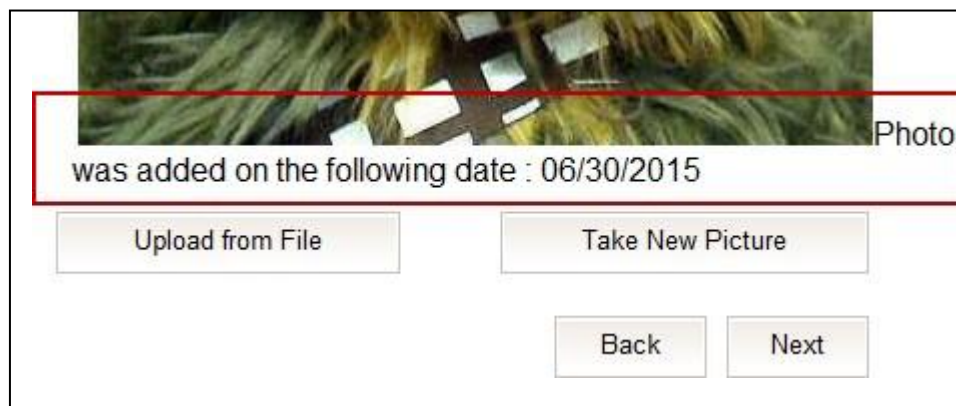 Photo
was added on the following date : 06/30/2015
Upload from File
Take New Picture
Back
Next